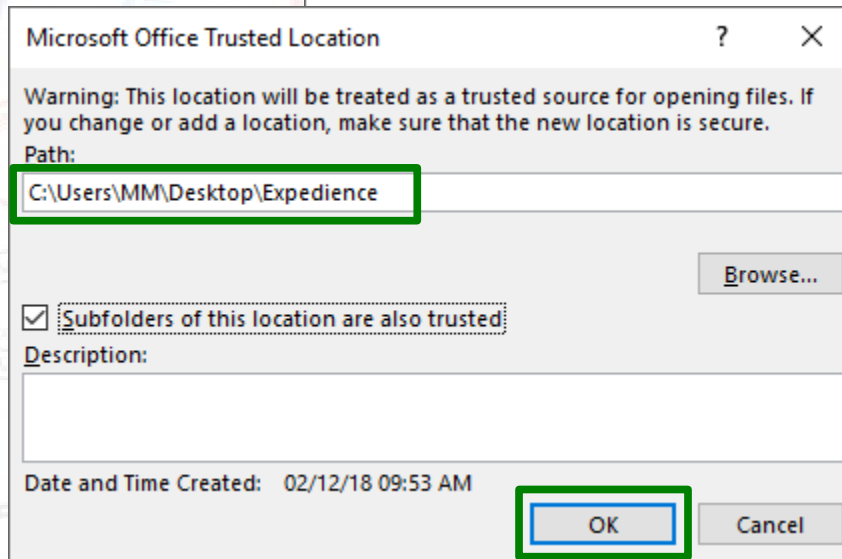 Microsoft Office Trusted Location
Warning: This location will be treated as a trusted source for opening files. If
you change or add a location, make sure that the new location is secure.
Path:
C:\Users\MM\Desktop\Expedience
Browse...
Subfolders of this location are also trusted
Description:
Date and Time Created: 02/12/18 09:53 AM
OK Cancel